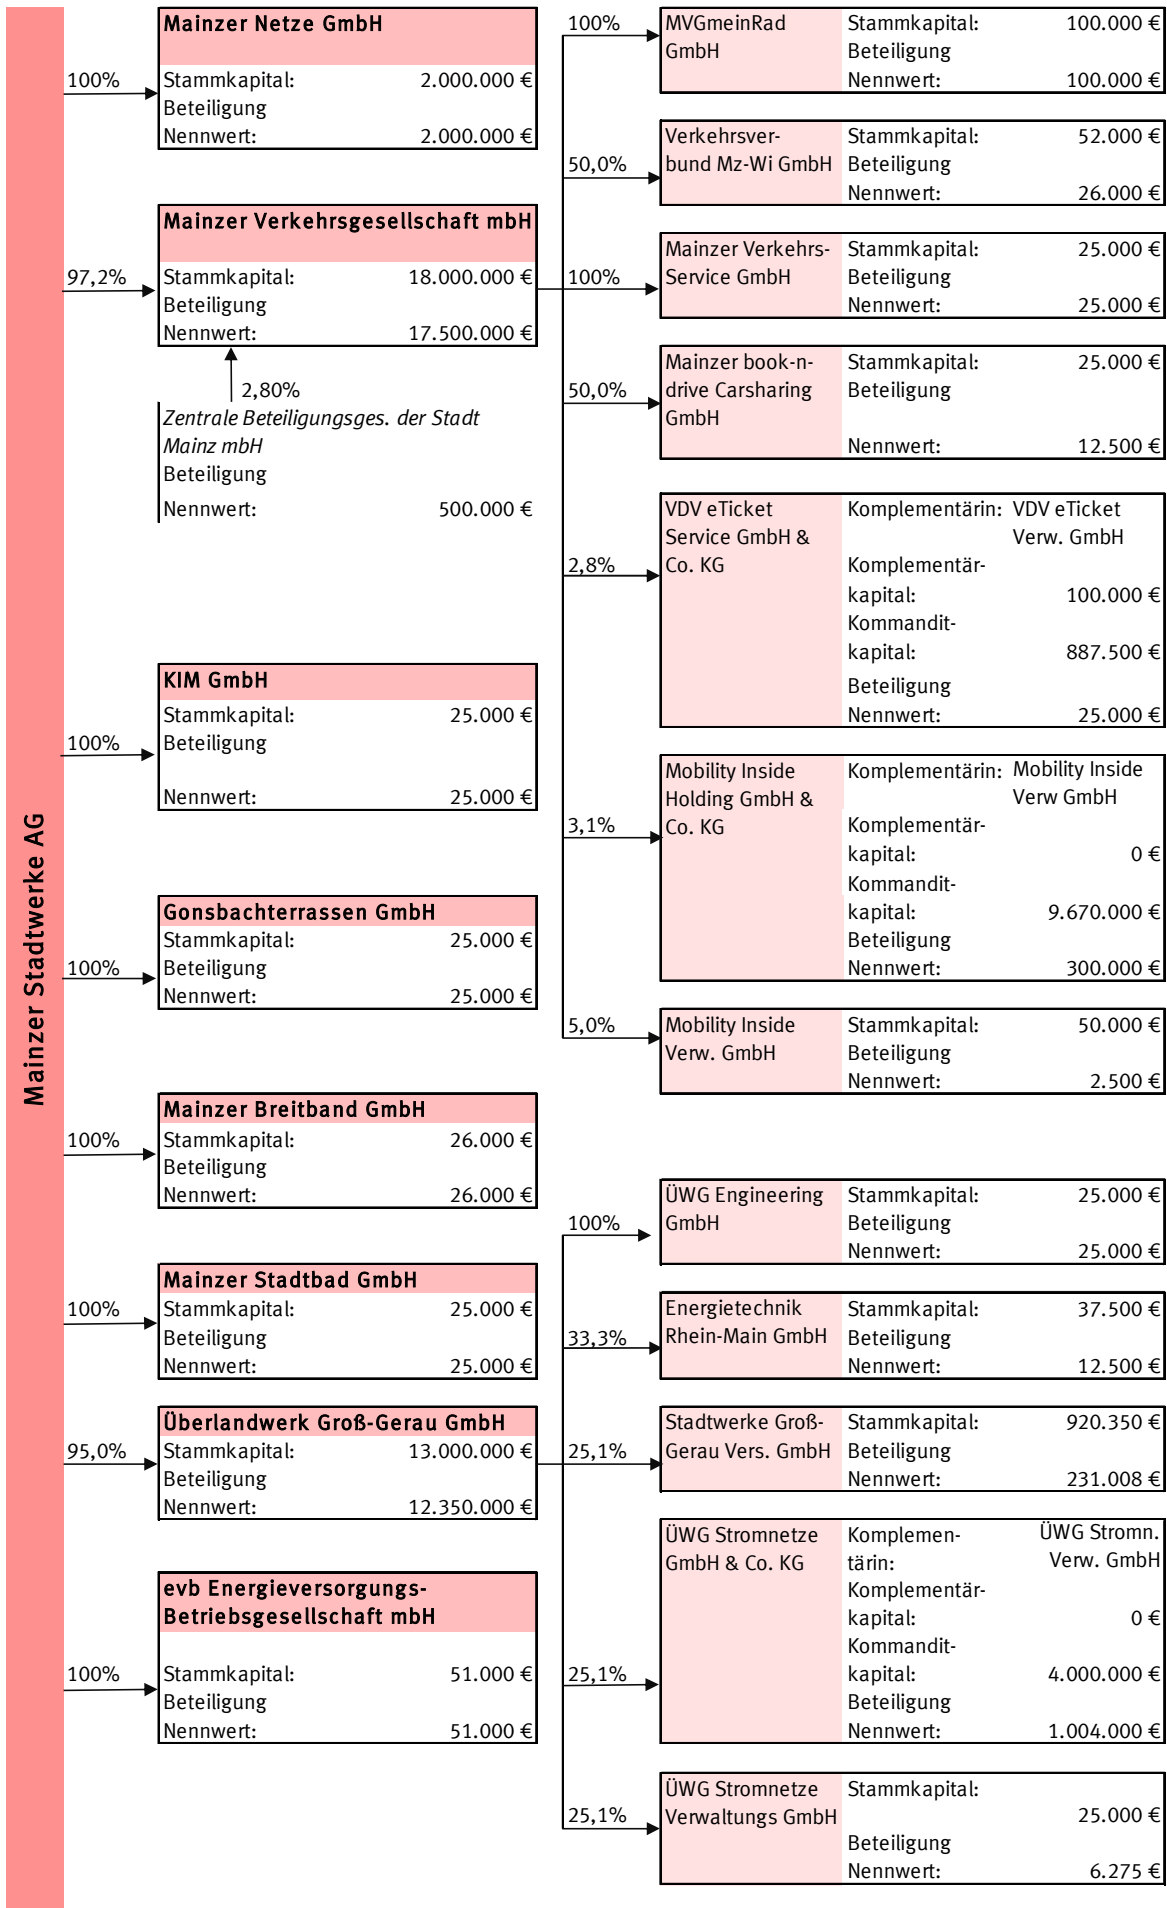 Mainzer Stadtwerke AG
100%
Mainzer Netze GmbH
Stammkapital: 2.000.000 €
Beteiligung
Nennwert: 2.000.000 €
97,2%
Mainzer Verkehrsgesellschaft mbH
Stammkapital: 18.000.000 €
Beteiligung
Nennwert: 17.500.000 €
2,80%
Zentrale Beteiligungsges. der Stadt
Mainz mbH
Beteiligung
Nennwert: 500.000 €
100%
KIM GmbH
Stammkapital: 25.000 €
Beteiligung
Nennwert: 25.000 €
100%
Gonsbachterrassen GmbH
Stammkapital: 25.000 €
Beteiligung
Nennwert: 25.000 €
100%
Mainzer Breitband GmbH
Stammkapital: 26.000 €
Beteiligung
Nennwert: 26.000 €
100%
Mainzer Stadtbad GmbH
Stammkapital: 25.000 €
Beteiligung
Nennwert: 25.000 €
95,0%
Überlandwerk Groß-Gerau GmbH
Stammkapital: 13.000.000 €
Beteiligung
Nennwert: 12.350.000 €
100%
evb Energieversorgungs-
Betriebsgesellschaft mbH
Stammkapital: 51.000 €
Beteiligung
Nennwert: 51.000 €
100%
MVGmeinRad
GmbH
Stammkapital: 100.000 €
Beteiligung
Nennwert: 100.000 €
50,0%
Verkehrsver-
bund Mz-Wi GmbH
Stammkapital: 52.000 €
Beteiligung
Nennwert: 26.000 €
100%
Mainzer Verkehrs-
Service GmbH
Stammkapital: 25.000 €
Beteiligung
Nennwert: 25.000 €
50,0%
Mainzer book-n-
drive Carsharing
GmbH
Stammkapital: 25.000 €
Beteiligung
Nennwert: 12.500 €
2,8%
VDV eTicket
Service GmbH &
Co. KG
Komplementärin: VDV eTicket
Verw. GmbH
Komplementär-
kapital: 100.000 €
Kommandit-
kapital: 887.500 €
Beteiligung
Nennwert: 25.000 €
3,1%
Mobility Inside
Holding GmbH &
Co. KG
Komplementärin: Mobility Inside
Verw GmbH
Komplementär-
kapital: 0 €
Kommandit-
kapital: 9.670.000 €
Beteiligung
Nennwert: 300.000 €
5,0%
Mobility Inside
Verw. GmbH
Stammkapital: 50.000 €
Beteiligung
Nennwert: 2.500 €
100%
ÜWG Engineering
GmbH
Stammkapital: 25.000 €
Beteiligung
Nennwert: 25.000 €
33,3%
Energietechnik
Rhein-Main GmbH
Stammkapital: 37.500 €
Beteiligung
Nennwert: 12.500 €
25,1%
Stadtwerke Groß-
Gerau Vers. GmbH
Stammkapital: 920.350 €
Beteiligung
Nennwert: 231.008 €
25,1%
ÜWG Stromnetze
GmbH & Co. KG
Komplemen- ÜWG Stromn.
tärin: Verw. GmbH
Komplementär-
kapital: 0 €
Kommandit-
kapital: 4.000.000 €
Beteiligung
Nennwert: 1.004.000 €
25,1%
ÜWG Stromnetze
Verwaltungs GmbH
Stammkapital:
25.000 €
Beteiligung
Nennwert: 6.275 €